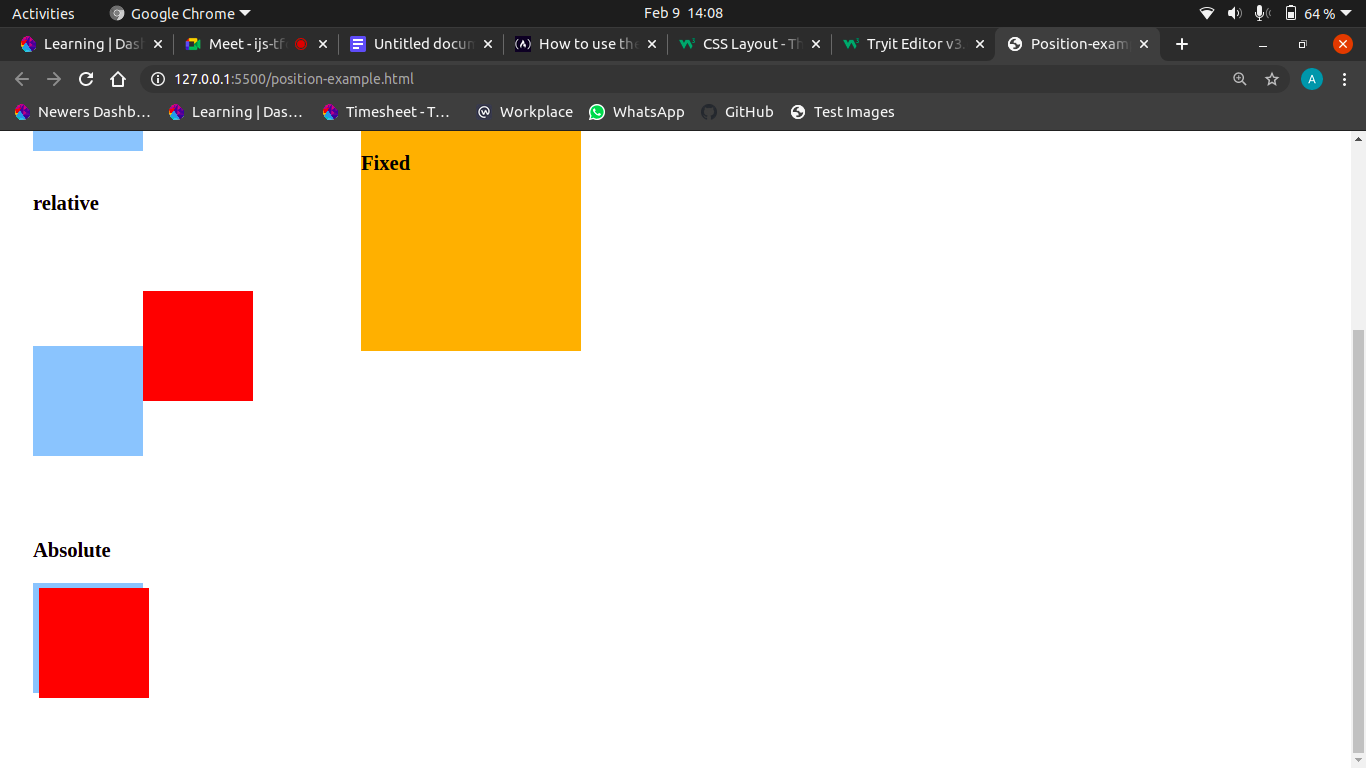 Activities Google Chrome Feb 9 14:08 64 %
Learning | Das Meet - ijs-tf Untitled docum How to use the CSS Layout - Th Tryit Editor v3. Position-exam
127.0.0.1:5500/position-example.html A
Newers Dashb... Learning | Das... Timesheet - T... Workplace WhatsApp GitHub Test Images
Fixed
relative
Absolute